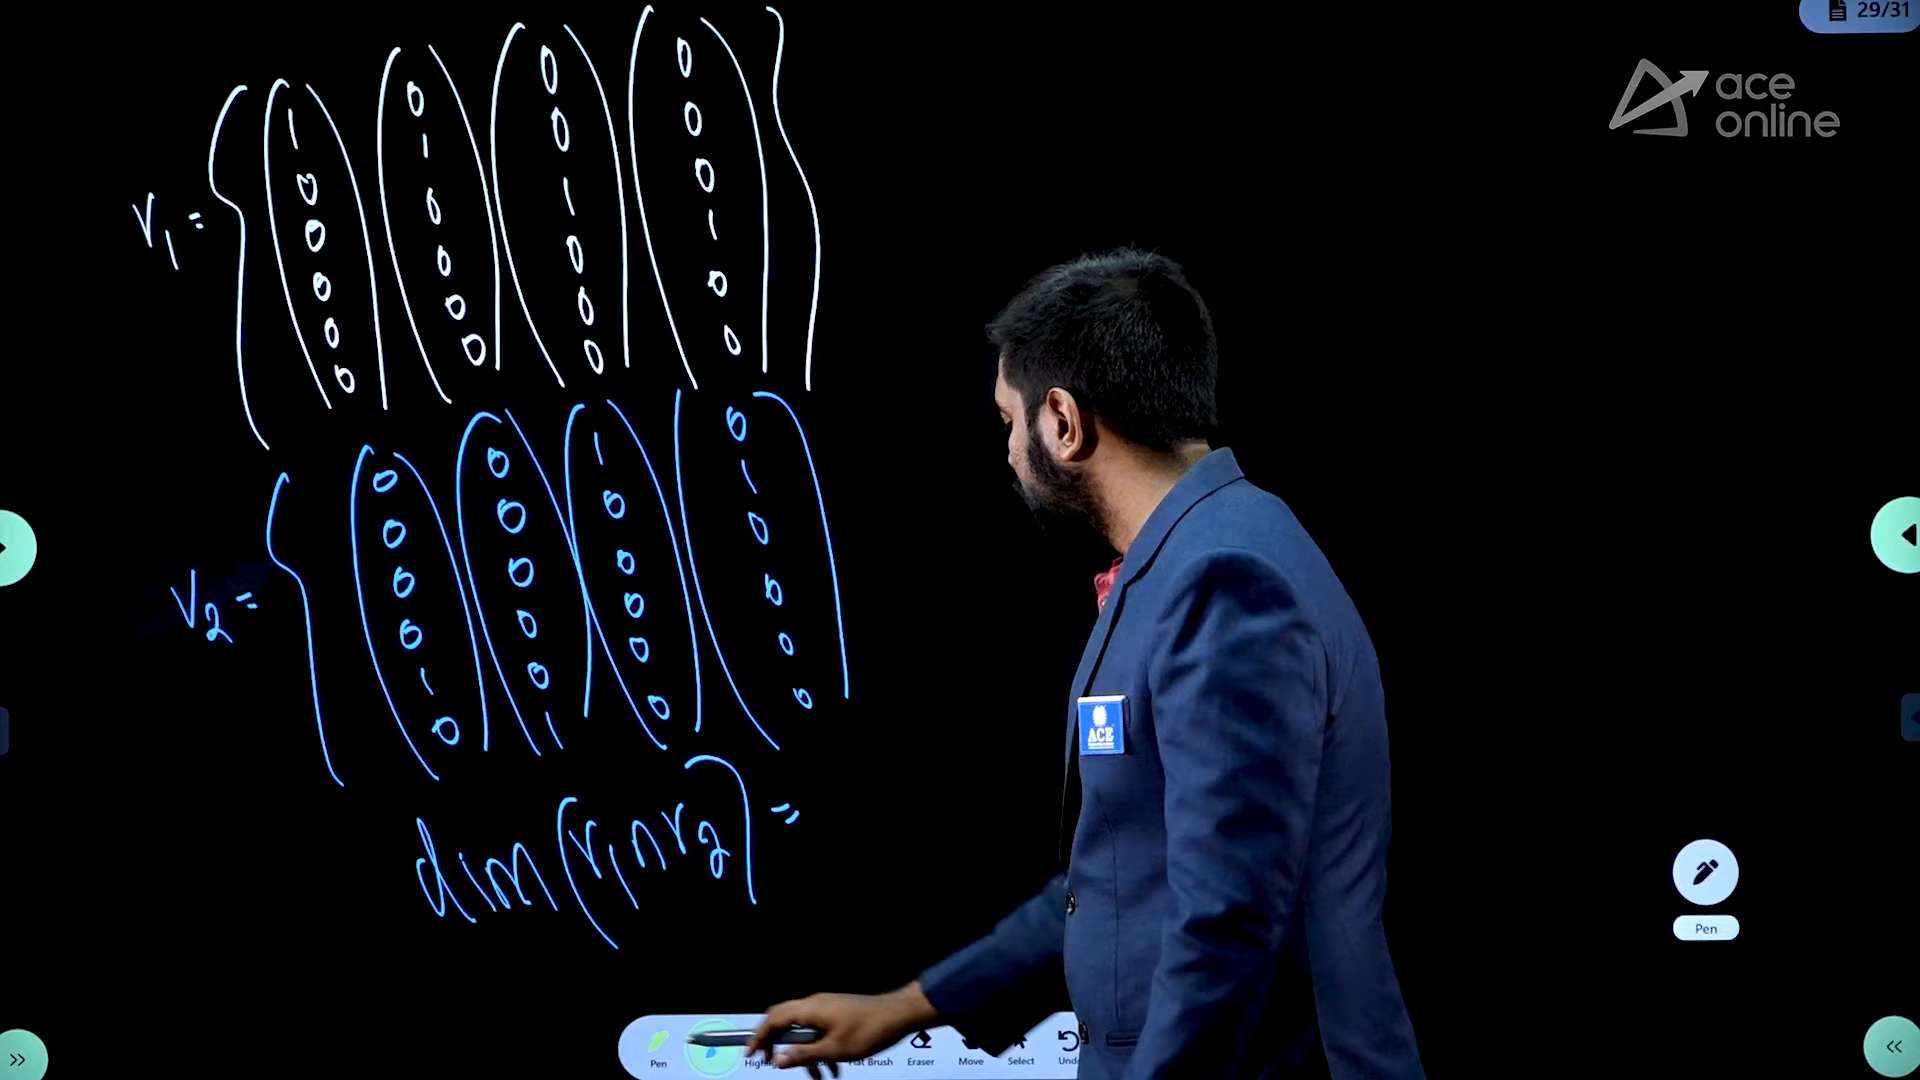 29/31
ace
online
V₁ = { (1 0 0 0 0 0) (0 1 0 0 0 0) (0 0 1 0 0 0) (0 0 0 1 0 0) }
V₂ = { (0 0 0 0 1 0) (0 0 0 0 0 1) (1 0 0 0 0 0) (0 1 0 0 0 0)
dim(V₁∩V₂) =
ACE
Pen
Pen Flat Brush Eraser Move Select